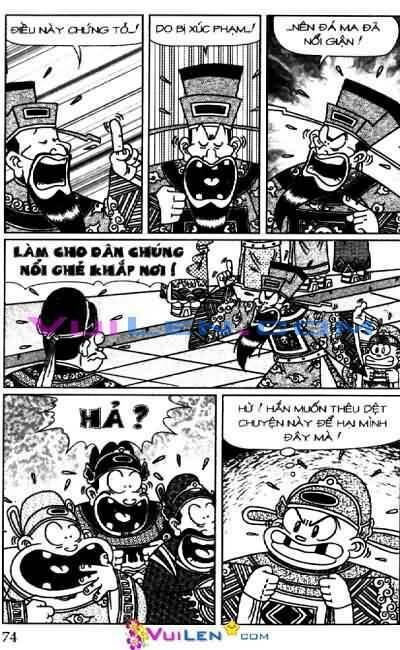 ĐIỀU NÀY CHỨNG TỎ...!
DO BỊ XÚC PHẠM...!
...NÊN ĐÁ MA ĐÃ
NỔI GIẬN!
LÀM CHO DÂN CHÚNG
NỔI GHẺ KHẮP NƠI!
VUILEN.COM
HẢ?
HỪ! HẮN MUỐN THÊU DỆT
CHUYỆN NÀY ĐỂ HẠI MÌNH
ĐÂY MÀ!
74
VUILEN.COM